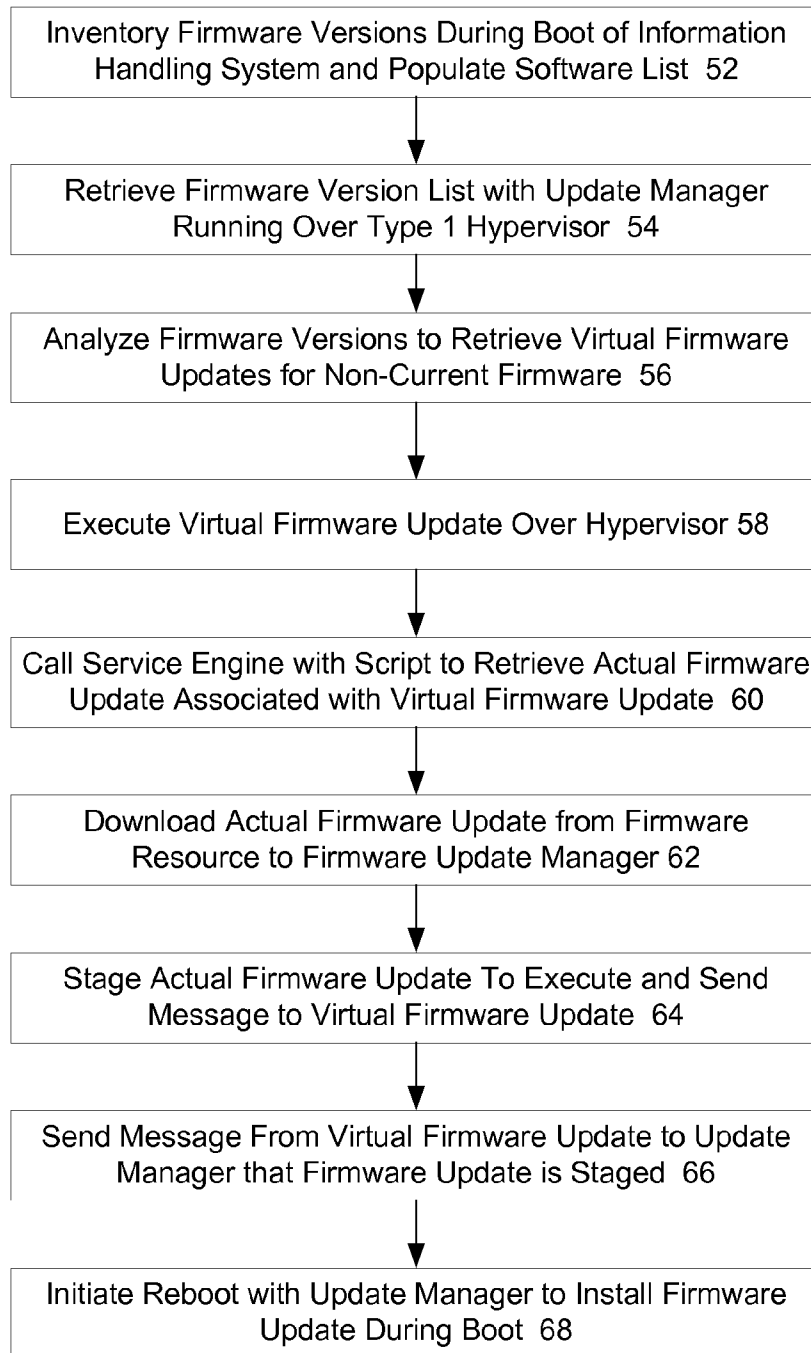 Inventory Firmware Versions During Boot of Information
Handling System and Populate Software List 52
Retrieve Firmware Version List with Update Manager
Running Over Type 1 Hypervisor 54
Analyze Firmware Versions to Retrieve Virtual Firmware
Updates for Non-Current Firmware 56
Execute Virtual Firmware Update Over Hypervisor 58
Call Service Engine with Script to Retrieve Actual Firmware
Update Associated with Virtual Firmware Update 60
Download Actual Firmware Update from Firmware
Resource to Firmware Update Manager 62
Stage Actual Firmware Update To Execute and Send
Message to Virtual Firmware Update 64
Send Message From Virtual Firmware Update to Update
Manager that Firmware Update is Staged 66
Initiate Reboot with Update Manager to Install Firmware
Update During Boot 68